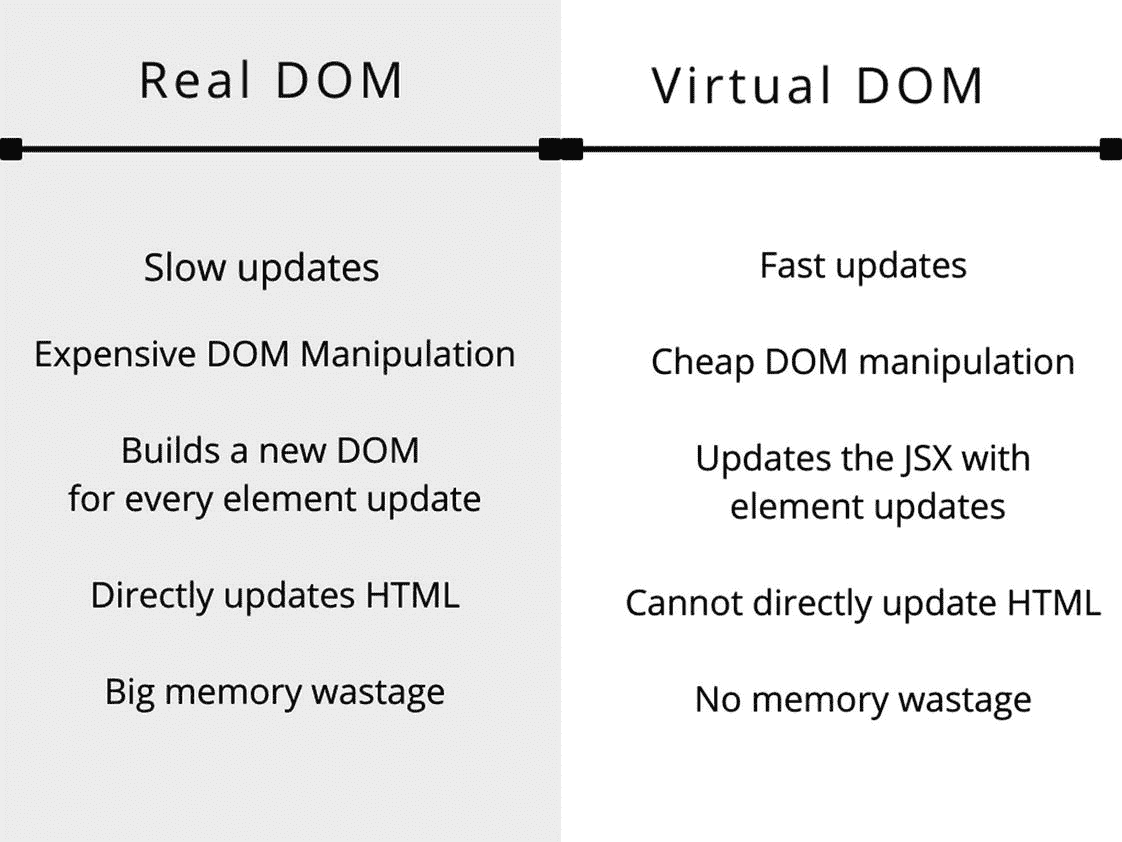 Real DOM
Slow updates
Expensive DOM Manipulation
Builds a new DOM
for every element update
Directly updates HTML
Big memory wastage
Virtual DOM
Fast updates
Cheap DOM manipulation
Updates the JSX with
element updates
Cannot directly update HTML
No memory wastage